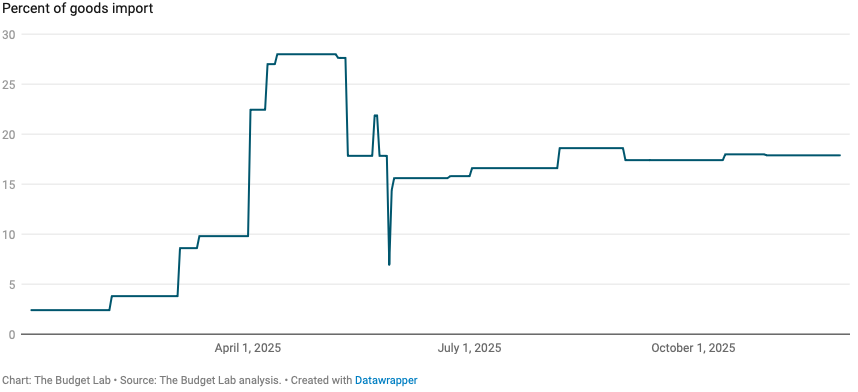 Percent of goods import
30
25
20
15
10
5
0
April 1, 2025 July 1, 2025 October 1, 2025
Chart: The Budget Lab • Source: The Budget Lab analysis. • Created with Datawrapper